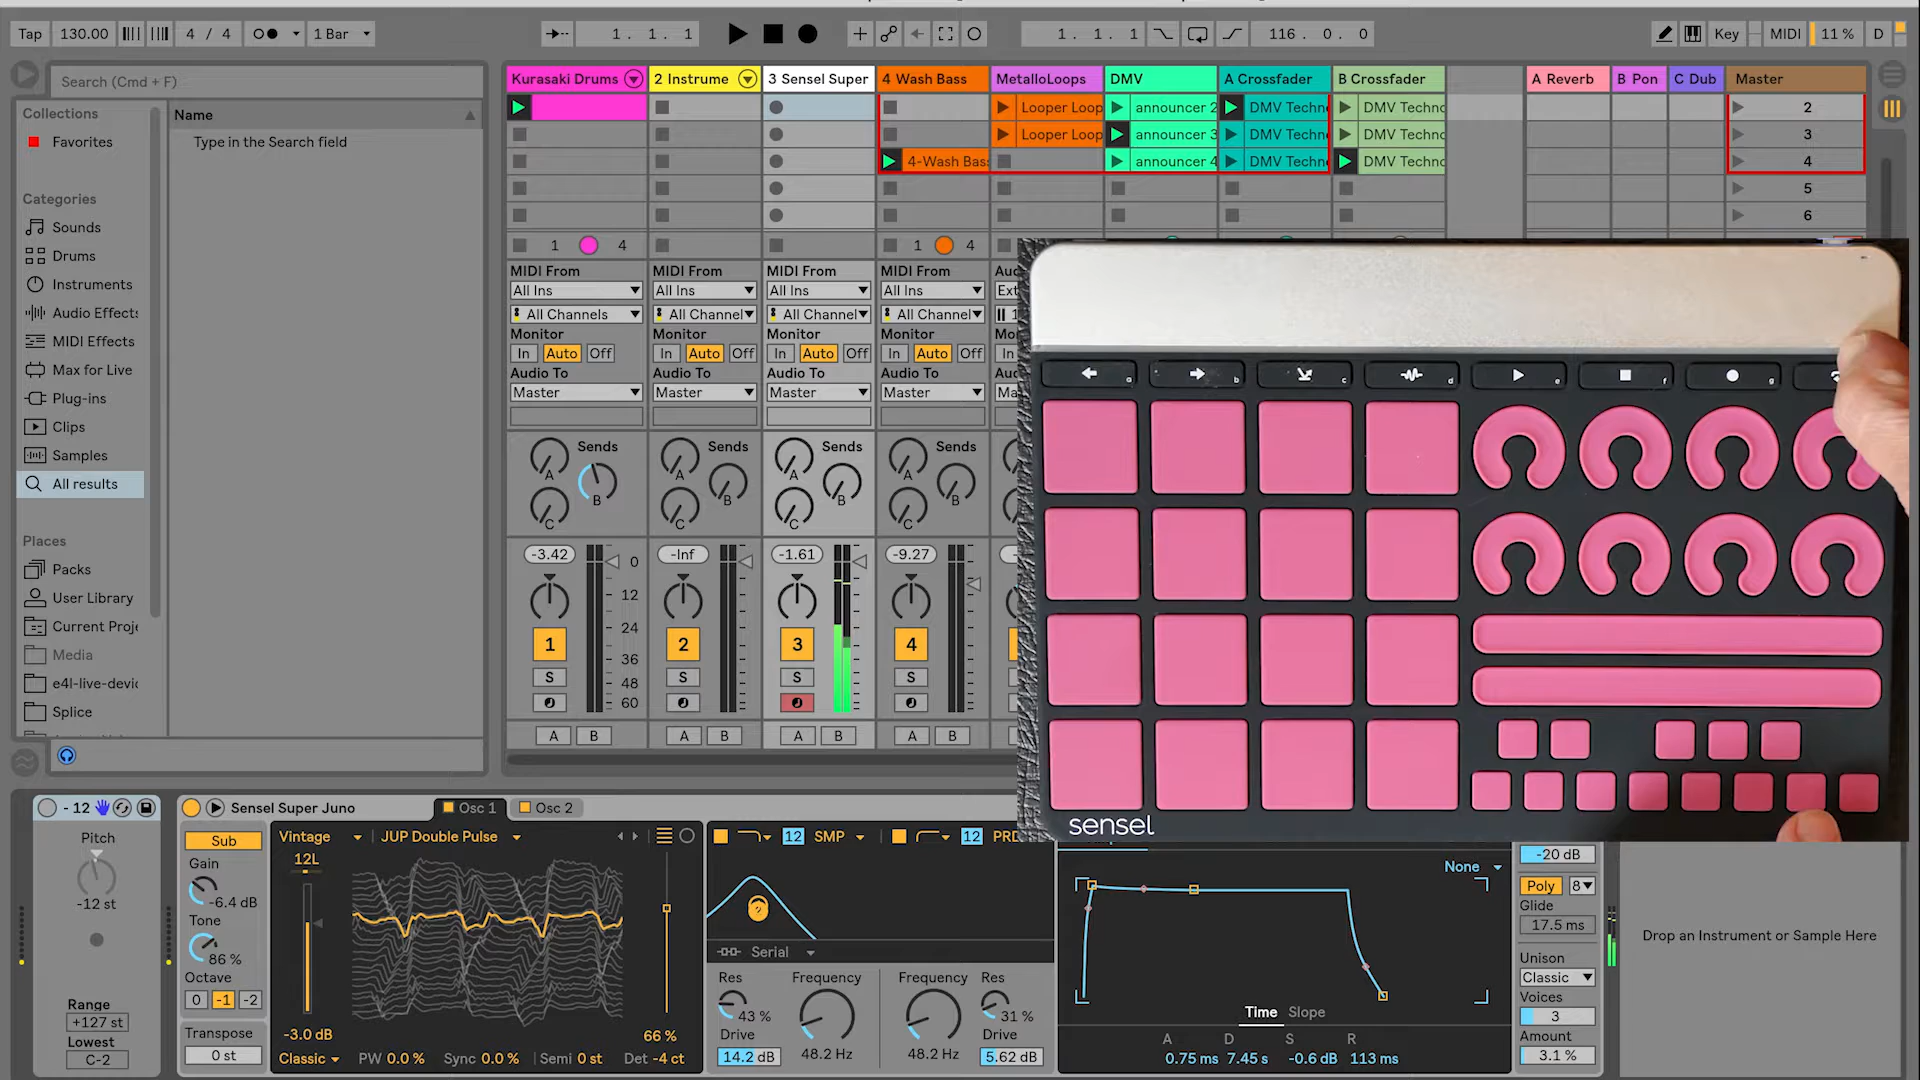 Tap 130.00 4 / 4 1 Bar 1. 1. 1 1. 1. 1 116. 0. 0 Key MIDI 11 % D
Search (Cmd + F)
Kurasaki Drums 2 Instrume 3 Sensel Super 4 Wash Bass MetalloLoops DMV A Crossfader B Crossfader A Reverb B Pon C Dub Master
Collections Name Looper Loop announcer 2 DMV Techn DMV Techno 2
Favorites Type in the Search field Looper Loop announcer 3 DMV Techn DMV Techno 3
4-Wash Bas announcer 4 DMV Techn DMV Techno 4
Categories 5
Sounds 6
Drums 1 4 1 4
Instruments MIDI From MIDI From MIDI From MIDI From Au
All Ins All Ins All Ins All Ins Ext
Audio Effects All Channels All Channel All Channel All Channel 1
MIDI Effects Monitor Monitor Monitor Monitor Mo
In Auto Off In Auto Off In Auto Off In Auto Off In
Max for Live Audio To Audio To Audio To Audio To Au
Plug-ins Master Master Master Master Ma
Clips
Samples Sends Sends Sends Sends
All results A B C A B C A B C A B C
Places
Packs -3.42 -Inf -1.61 -9.27
User Library 0
Current Proje 12
Media 24
e4l-live-devic 1 2 3 4
Splice 36
S S S S
48
60
A B A B A B A B
a b c d e f g
sensel
-12 Sensel Super Juno Osc 1 Osc 2
Pitch Sub Vintage JUP Double Pulse 12 SMP 12 PRD
-12 st Gain 12L None -20 dB
-6.4 dB Poly 8
Tone Glide
86 % 17.5 ms
Octave Serial Drop an Instrument or Sample Here
0 -1 -2 Unison
Range Res Frequency Frequency Res Classic
+127 st 43 % 31 % Voices
Lowest Transpose -3.0 dB 66 % Drive Drive Time Slope 3
C-2 0 st Classic PW 0.0 % Sync 0.0 % Semi 0 st Det -4 ct 14.2 dB 48.2 Hz 48.2 Hz 5.62 dB A D S R Amount
0.75 ms 7.45 s -0.6 dB 113 ms 3.1 %